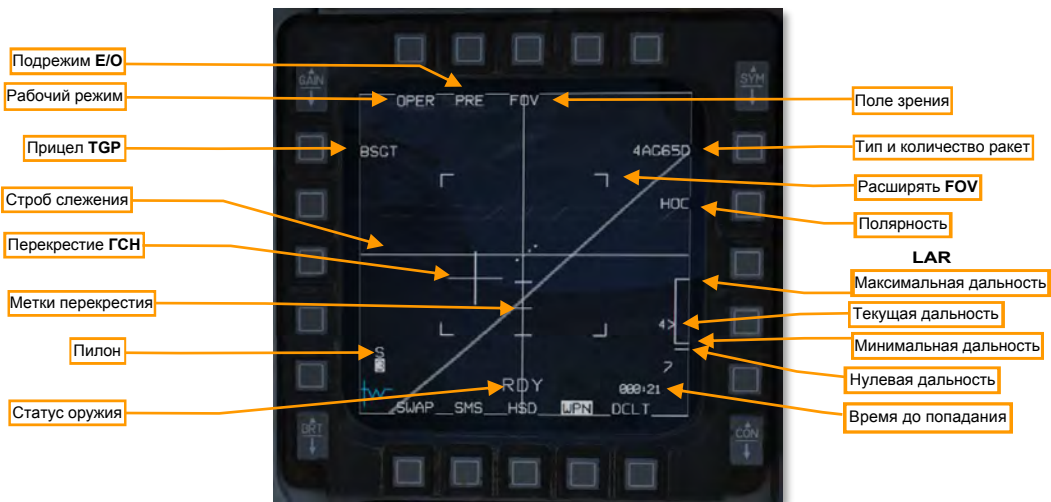 Подрежим E/O
Рабочий режим
Прицел TGP
Строб слежения
Перекрестие ГСН
Метки перекрестия
Пилон
Статус оружия
GAIN
SYM
OPER PRE FOV
BSGT
4AG65D
HOC
4>
S
7
RDY
000:21
SWAP SMS HSD WPN DCLT
BRT
CON
Поле зрения
Тип и количество ракет
Расширять FOV
Полярность
LAR
Максимальная дальность
Текущая дальность
Минимальная дальность
Нулевая дальность
Время до попадания